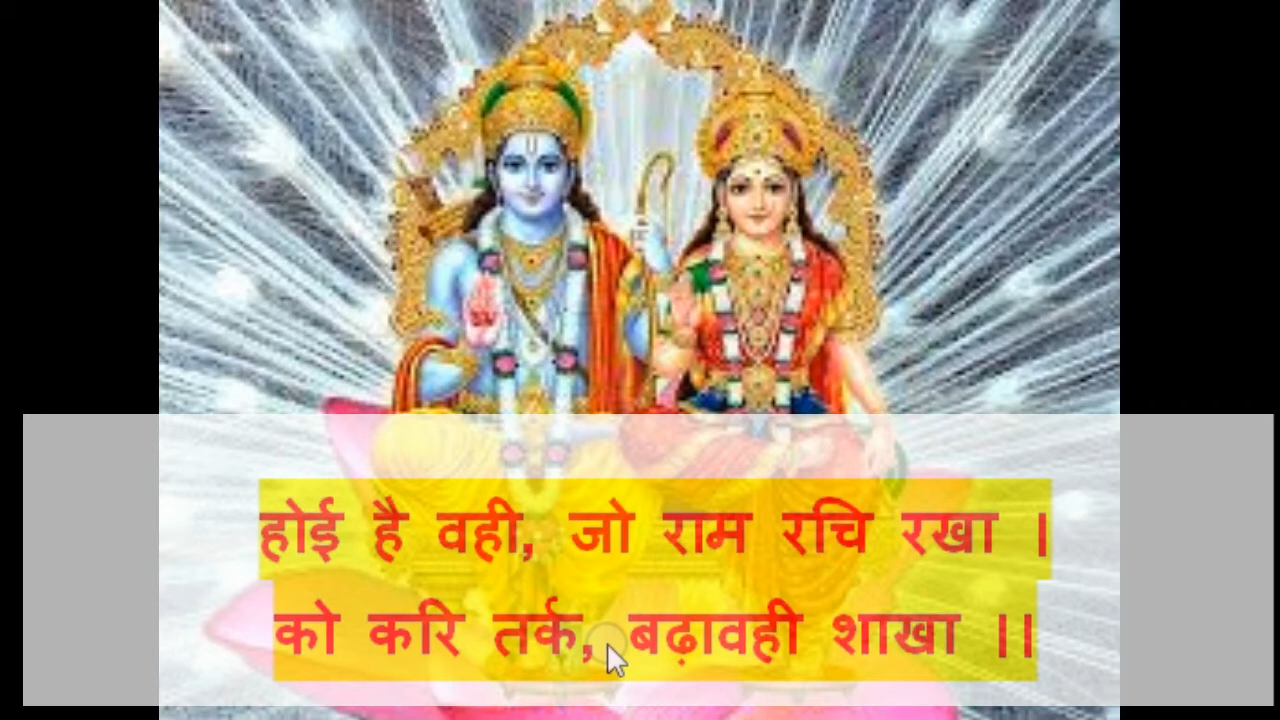 होई है वही, जो राम रचि रखा ।
को करि तर्क, बढ़ावही शाखा ।।